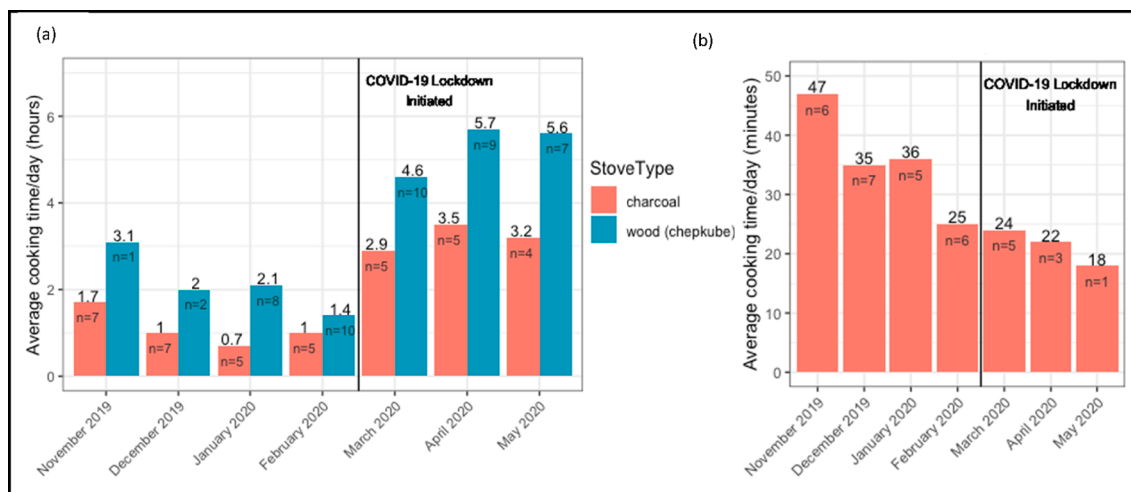 (a)
Average cooking time/day (hours)
6
4
2
0
COVID-19 Lockdown
Initiated
1.7
n=7
3.1
n=1
1
n=7
2
n=2
0.7
n=5
2.1
n=8
1
n=5
1.4
n=10
2.9
n=5
4.6
n=10
3.5
n=5
5.7
n=9
3.2
n=4
5.6
n=7
November 2019
December 2019
January 2020
February 2020
March 2020
April 2020
May 2020
StoveType
charcoal
wood (chepkube)
(b)
Average cooking time/day (minutes)
50
40
30
20
10
0
COVID-19 Lockdown
Initiated
47
n=6
35
n=7
36
n=5
25
n=6
24
n=5
22
n=3
18
n=1
November 2019
December 2019
January 2020
February 2020
March 2020
April 2020
May 2020